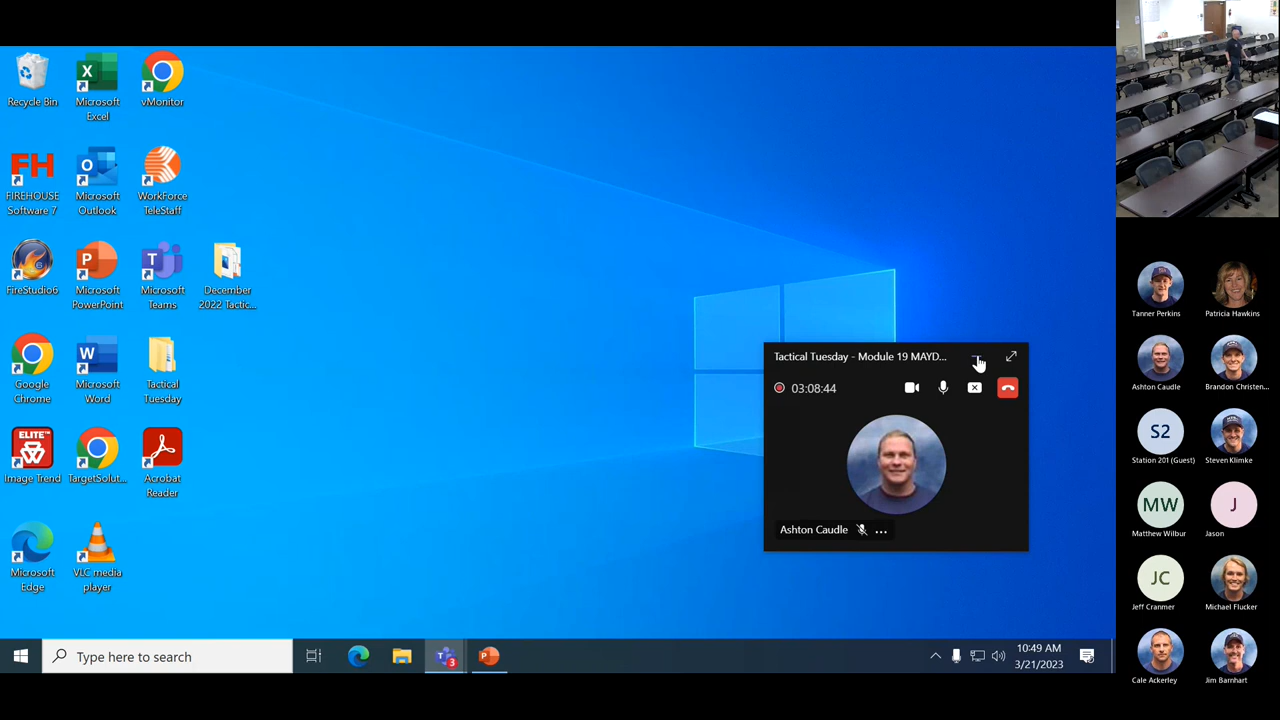 Recycle Bin
Microsoft
Excel
vMonitor
FH
FIREHOUSE
Software 7
Microsoft
Outlook
WorkForce
TeleStaff
FireStudio6
Microsoft
PowerPoint
Microsoft
Teams
December
2022 Tactic...
Google
Chrome
Microsoft
Word
Tactical
Tuesday
ELITE™
Image Trend
TargetSolut...
Acrobat
Reader
Microsoft
Edge
VLC media
player
Tactical Tuesday - Module 19 MAYD...
03:08:44
Ashton Caudle
...
Type here to search
3
10:49 AM
3/21/2023
Tanner Perkins
Patricia Hawkins
Ashton Caudle
Brandon Christen...
S2
Station 201 (Guest)
Steven Klimke
MW
Matthew Wilbur
J
Jason
JC
Jeff Cranmer
Michael Flucker
Cale Ackerley
Jim Barnhart